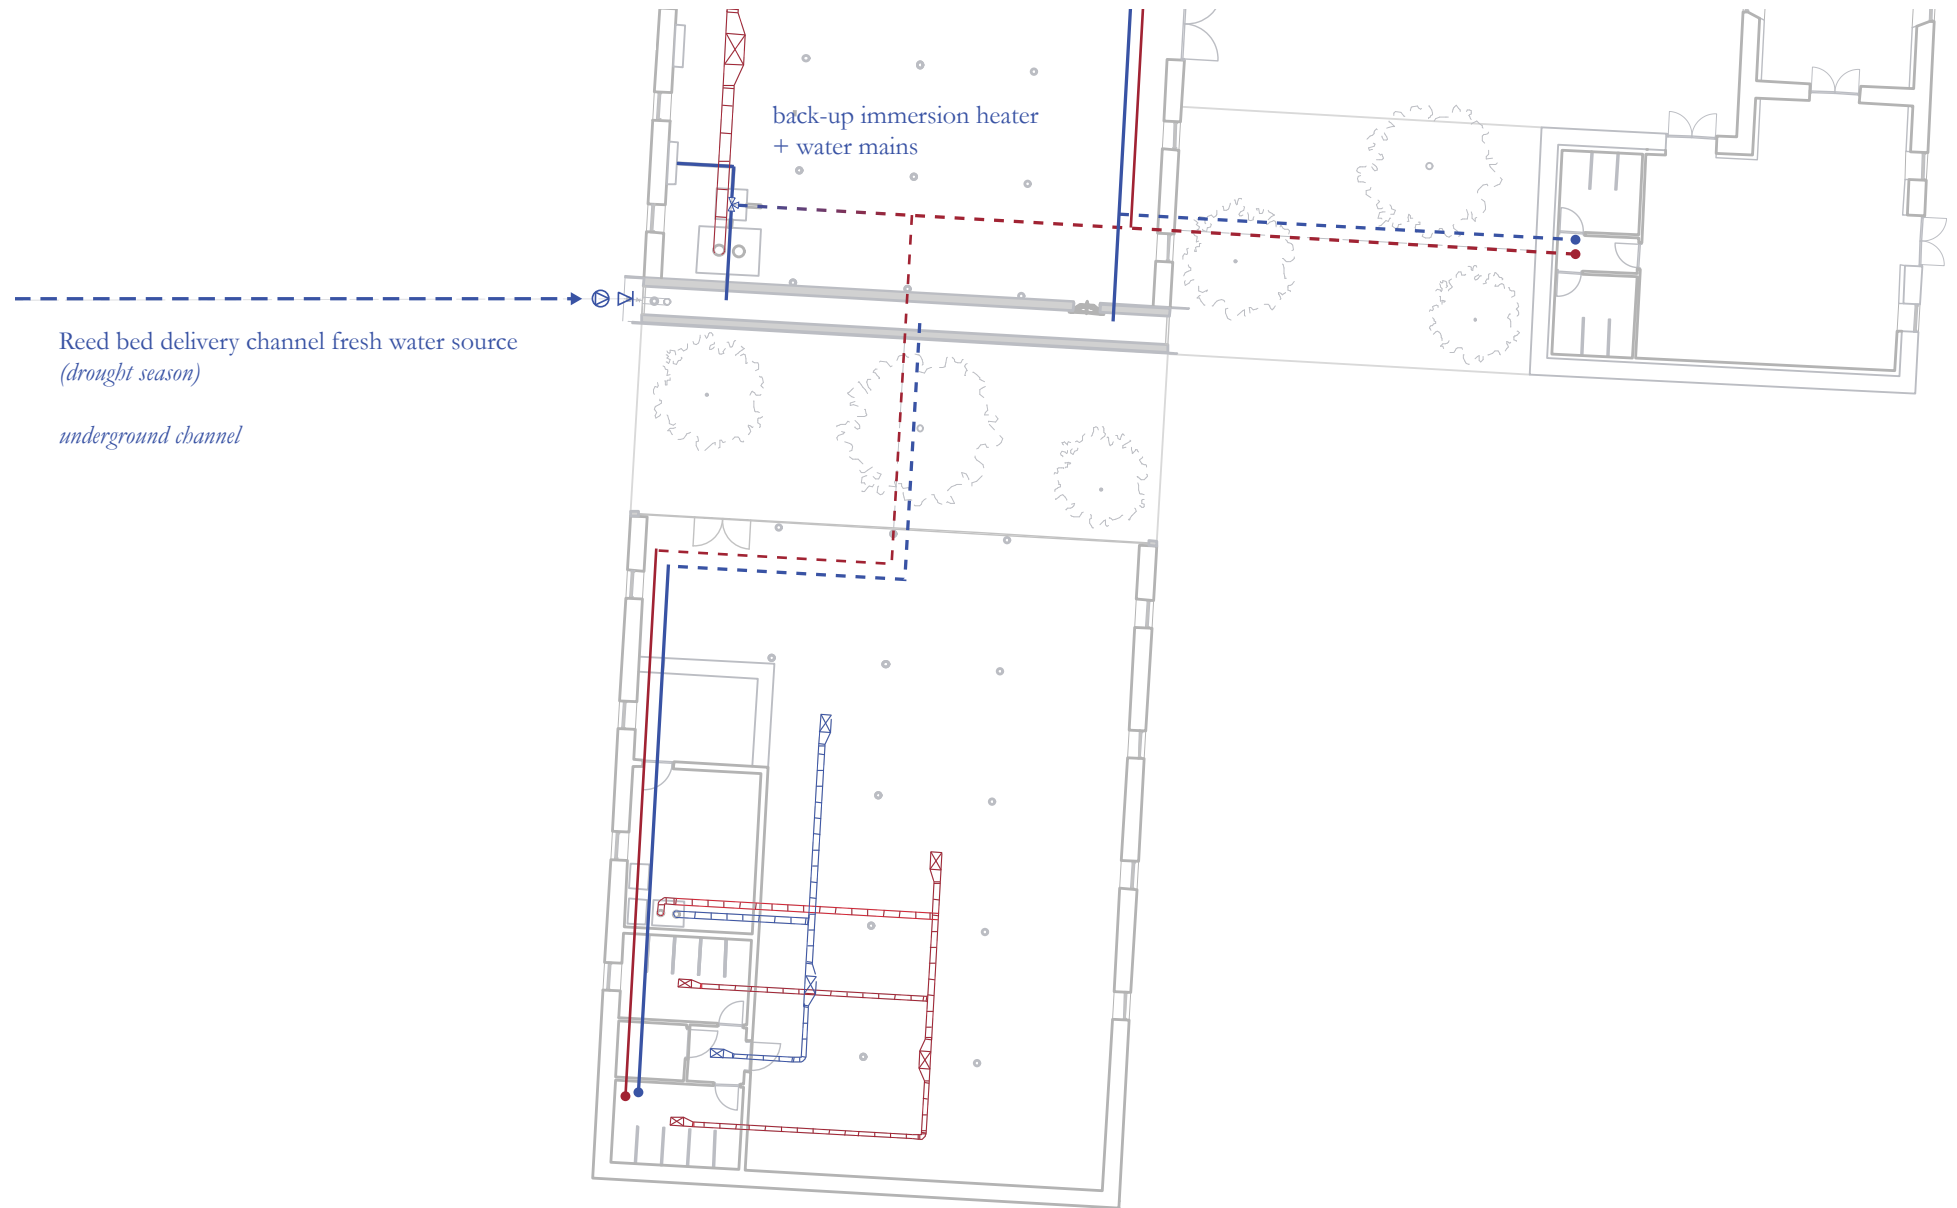 back-up immersion heater
+ water mains
Reed bed delivery channel fresh water source
(drought season)
underground channel